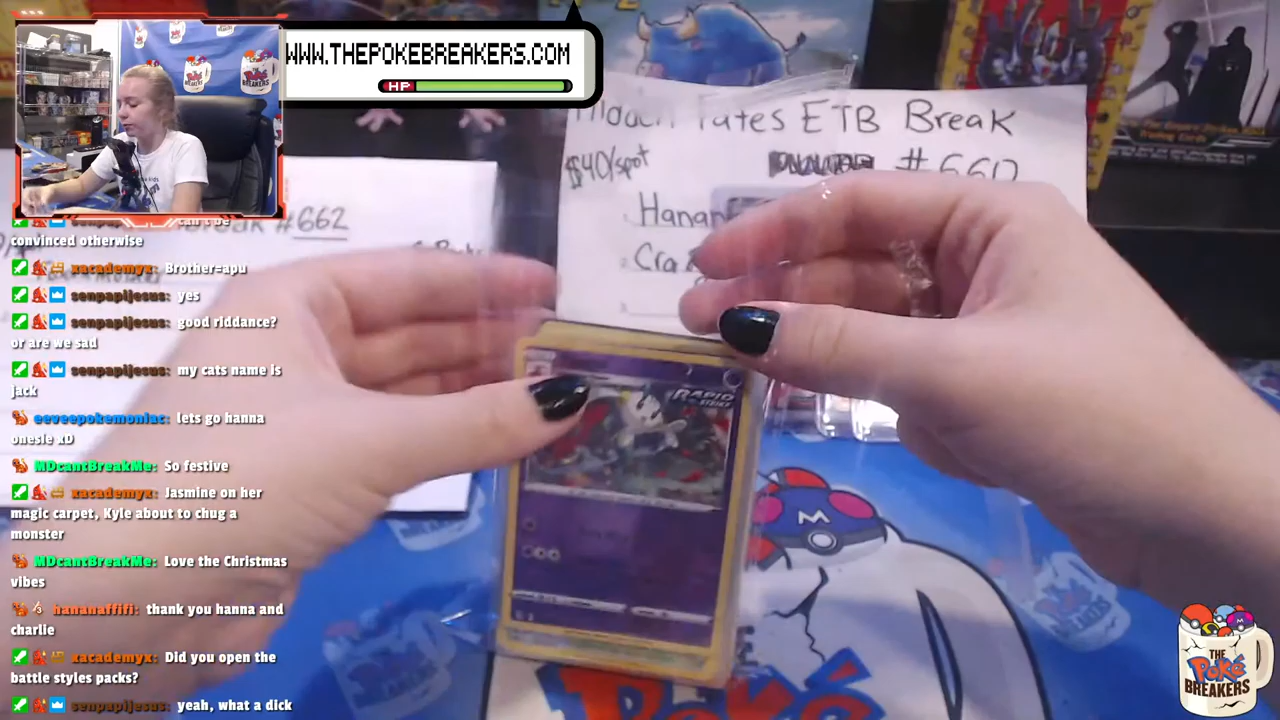 WWW.THEPOKEBREAKERS.COM
HP
ETB Break
$40/spot
#660
Hanan
Cra
#662
can't be
convinced otherwise
xacademyx: Brother=apu
senpapijesus: yes
senpapijesus: good riddance?
or are we sad
senpapijesus: my cats name is
jack
eeveepokemoniac: lets go hanna
onesie xD
MDcantBreakMe: So festive
xacademyx: Jasmine on her
magic carpet, Kyle about to chug a
monster
MDcantBreakMe: Love the Christmas
vibes
hananaffifi: thank you hanna and
charlie
xacademyx: Did you open the
battle styles packs?
senpapijesus: yeah, what a dick
RAPID
M
Poké
THE
Poké
BREAKERS